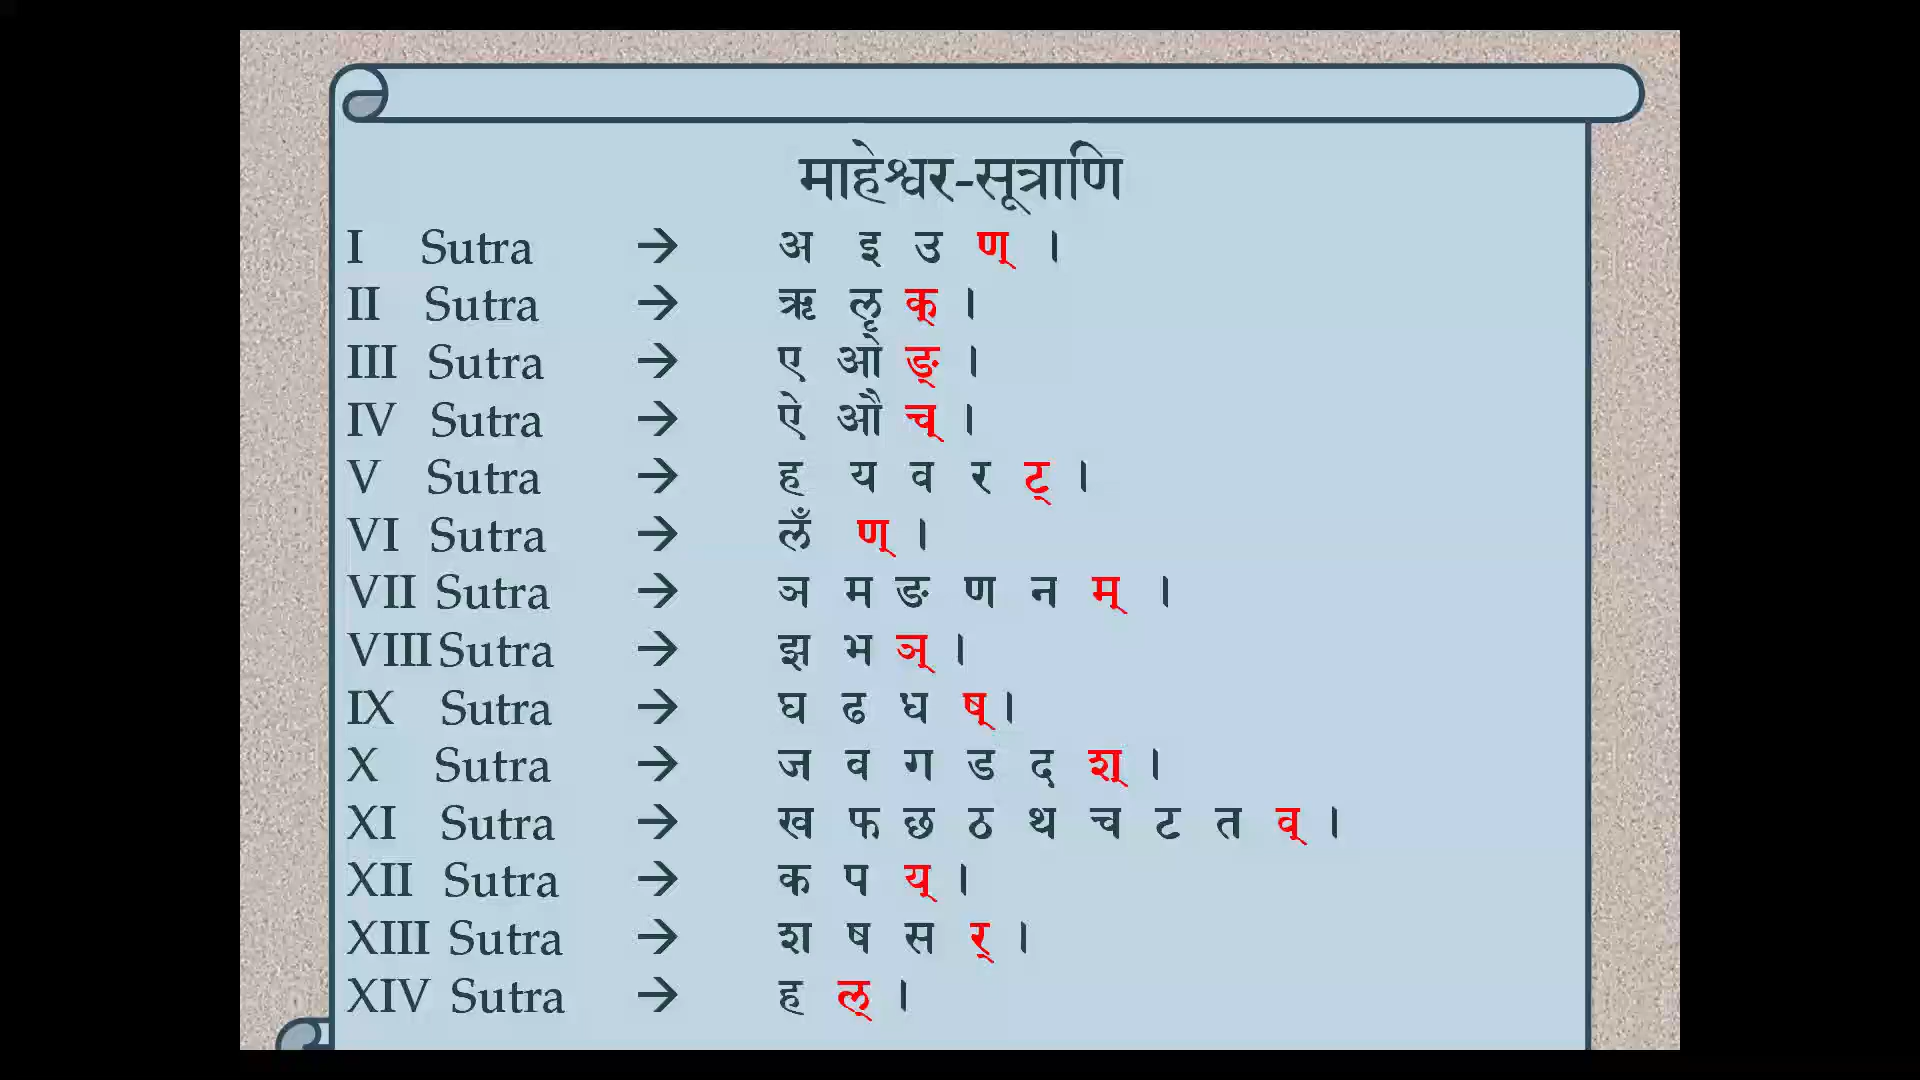 माहेश्वर-सूत्राणि
I Sutra → अ इ उ ण् ।
II Sutra → ऋ लृ क् ।
III Sutra → ए ओ ङ् ।
IV Sutra → ऐ औ च् ।
V Sutra → ह य व र ट् ।
VI Sutra → लँ ण् ।
VII Sutra → ञ म ङ ण न म् ।
VIII Sutra → झ भ ञ् ।
IX Sutra → घ ढ ध ष् ।
X Sutra → ज व ग ड द श् ।
XI Sutra → ख फ छ ठ थ च ट त व् ।
XII Sutra → क प य् ।
XIII Sutra → श ष स र् ।
XIV Sutra → ह ल् ।